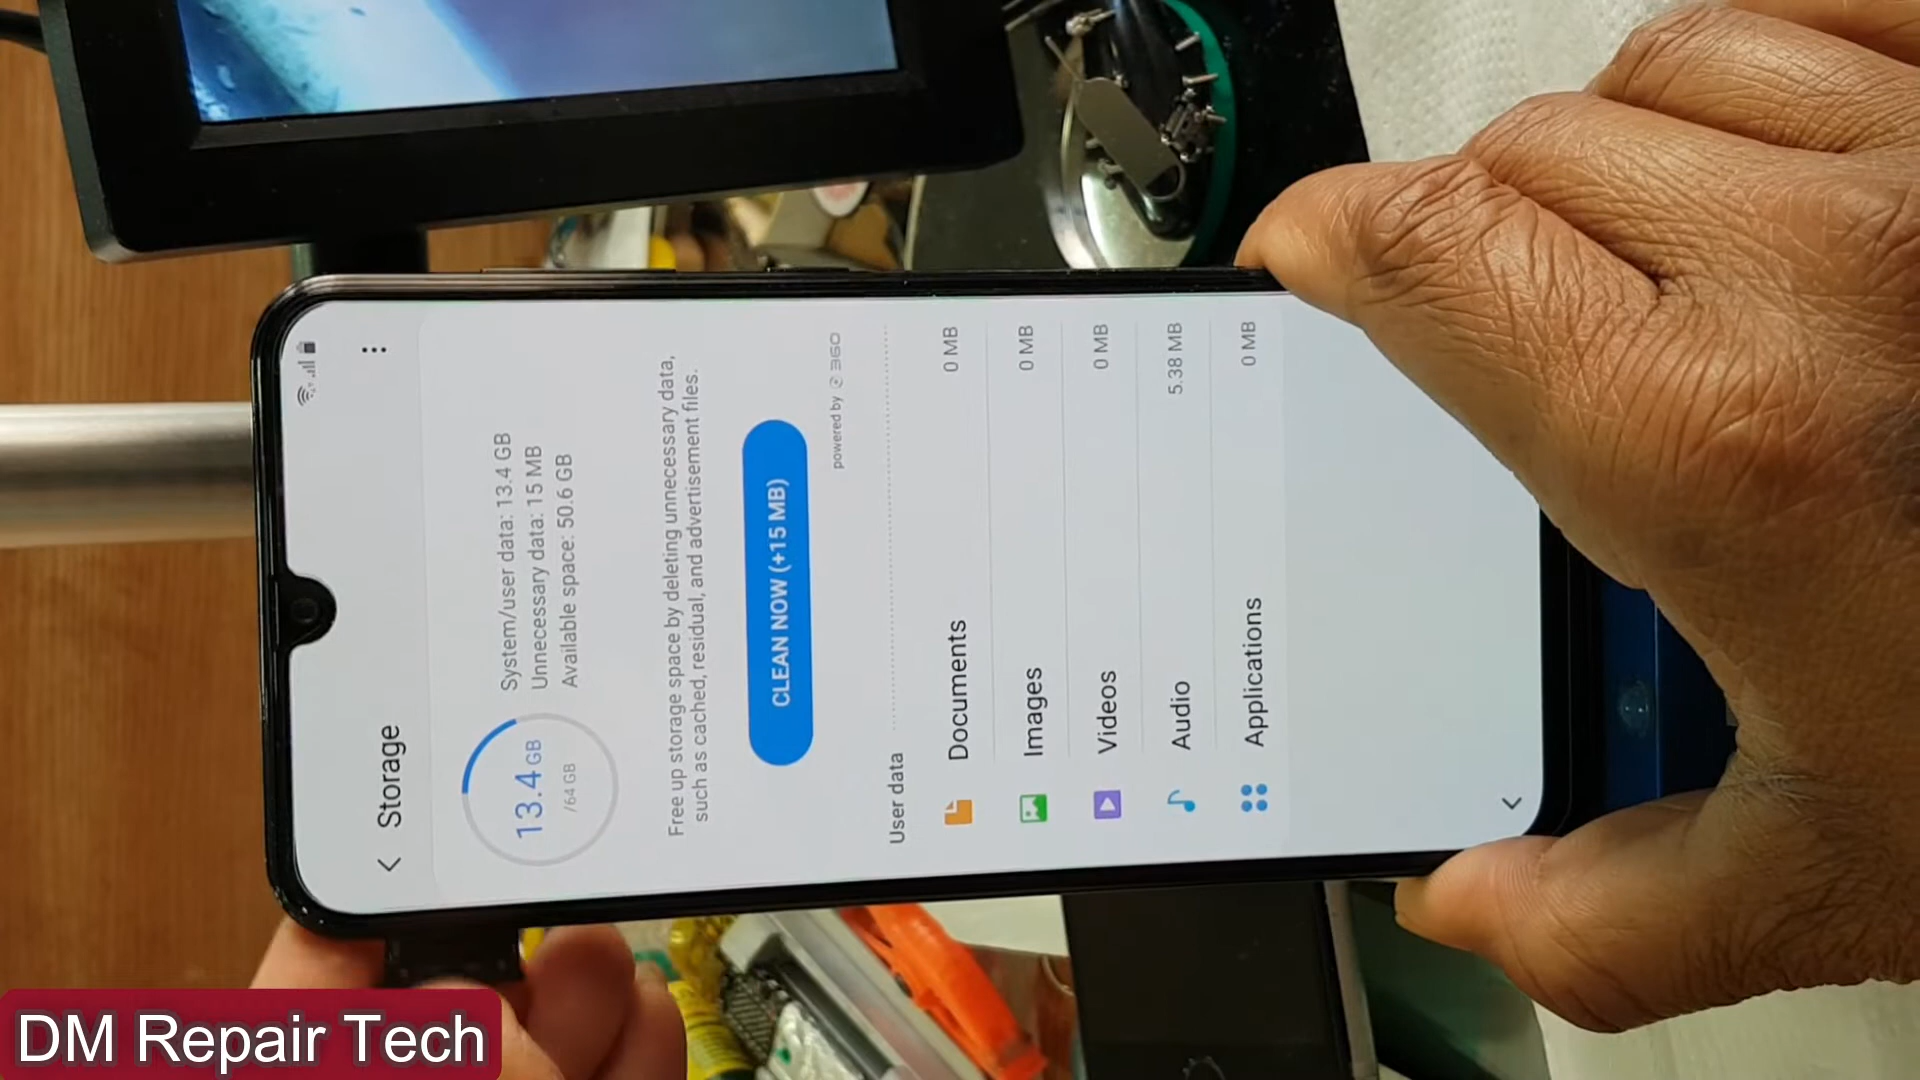 Storage
13.4 GB
/64 GB
System/user data: 13.4 GB
Unnecessary data: 15 MB
Available space: 50.6 GB
Free up storage space by deleting unnecessary data,
such as cached, residual, and advertisement files.
CLEAN NOW (+15 MB)
powered by 360
User data
Documents 0 MB
Images 0 MB
Videos 0 MB
Audio 5.38 MB
Applications 0 MB
DM Repair Tech